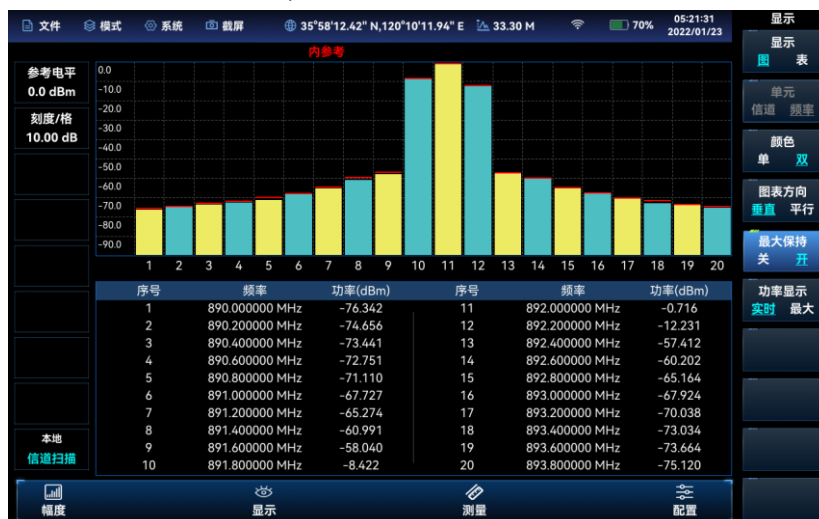 文件 模式 系统 截屏 35°58'12.42" N,120°10'11.94" E 33.30 M 70% 05:21:31 2022/01/23
显示
内参考
参考电平
0.0 dBm
刻度/格
10.00 dB
0.0
-10.0
-20.0
-30.0
-40.0
-50.0
-60.0
-70.0
-80.0
-90.0
1 2 3 4 5 6 7 8 9 10 11 12 13 14 15 16 17 18 19 20
序号 频率 功率(dBm) 序号 频率 功率(dBm)
1 890.000000 MHz -76.342 11 892.000000 MHz -0.716
2 890.200000 MHz -74.656 12 892.200000 MHz -12.231
3 890.400000 MHz -73.441 13 892.400000 MHz -57.412
4 890.600000 MHz -72.751 14 892.600000 MHz -60.202
5 890.800000 MHz -71.110 15 892.800000 MHz -65.164
6 891.000000 MHz -67.727 16 893.000000 MHz -67.924
7 891.200000 MHz -65.274 17 893.200000 MHz -70.038
8 891.400000 MHz -60.991 18 893.400000 MHz -73.034
9 891.600000 MHz -58.040 19 893.600000 MHz -73.664
10 891.800000 MHz -8.422 20 893.800000 MHz -75.120
本地
信道扫描
显示
图 表
单元
信道 频率
颜色
单 双
图表方向
垂直 平行
最大保持
关 开
功率显示
实时 最大
幅度 显示 测量 配置